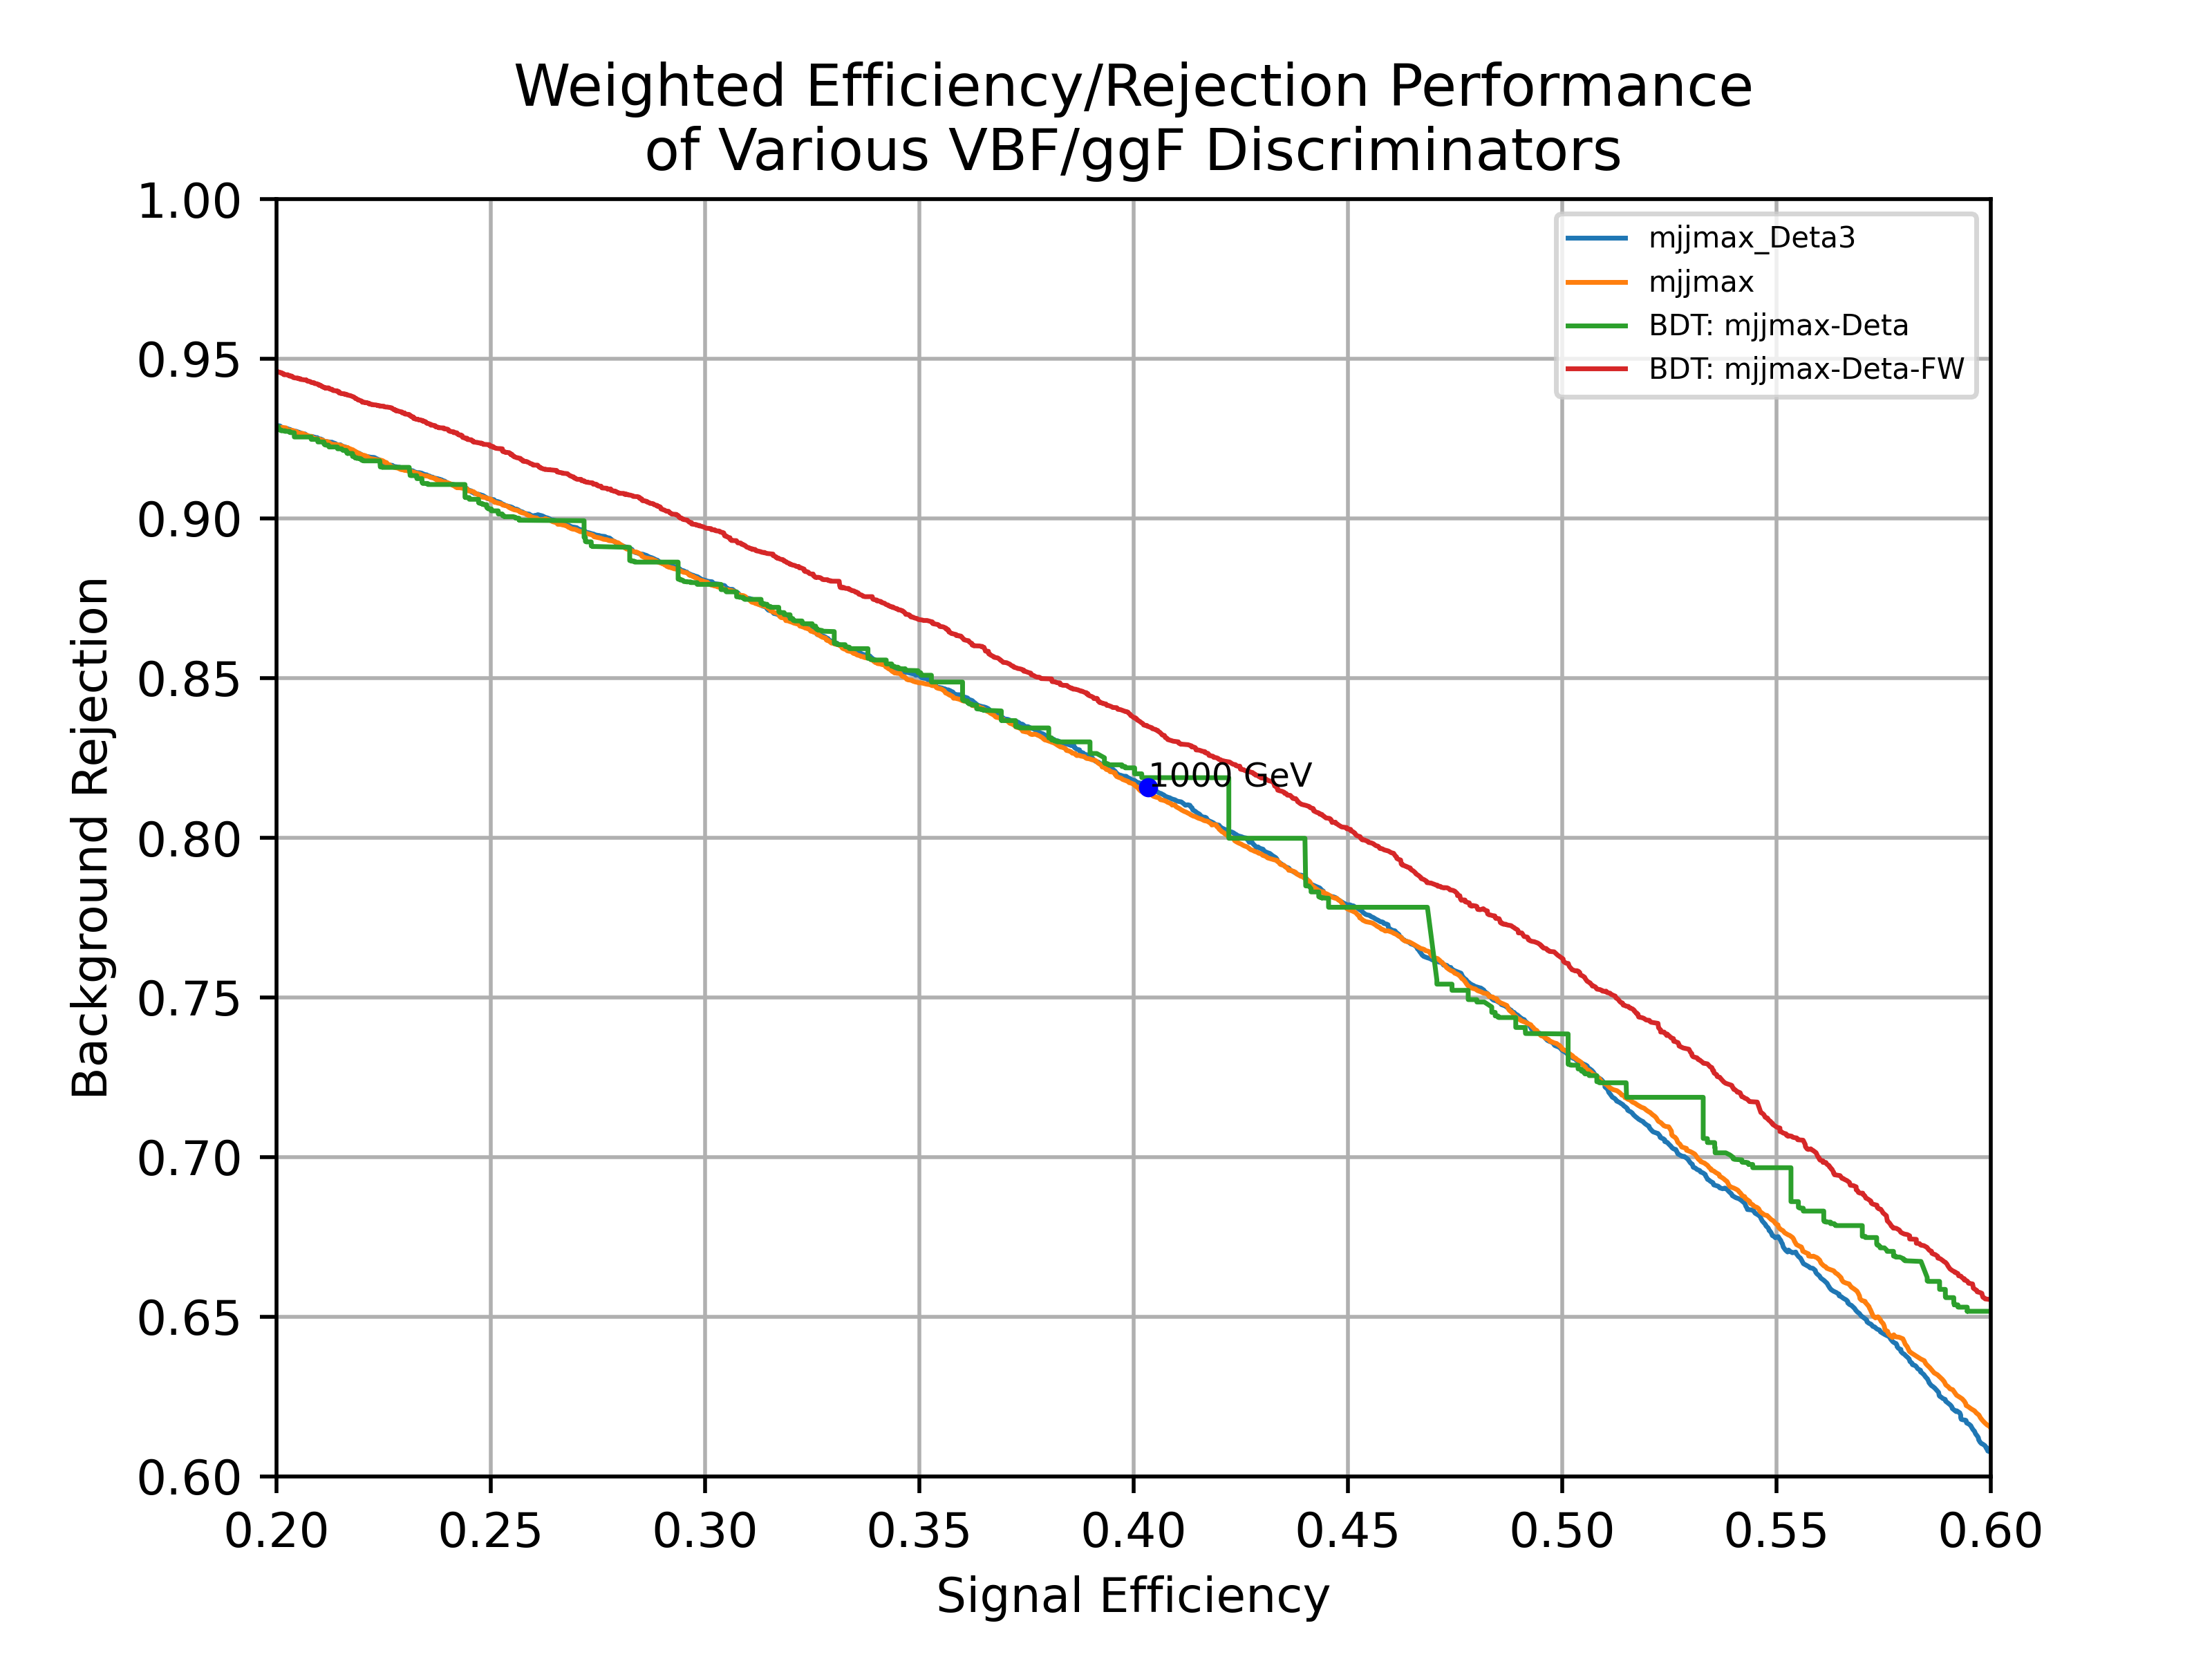 Weighted Efficiency/Rejection Performance
of Various VBF/ggF Discriminators
1.00
0.95
0.90
0.85
0.80
0.75
0.70
0.65
0.60
Background Rejection
mjjmax_Deta3
mjjmax
BDT: mjjmax-Deta
BDT: mjjmax-Deta-FW
1000 GeV
0.20 0.25 0.30 0.35 0.40 0.45 0.50 0.55 0.60
Signal Efficiency